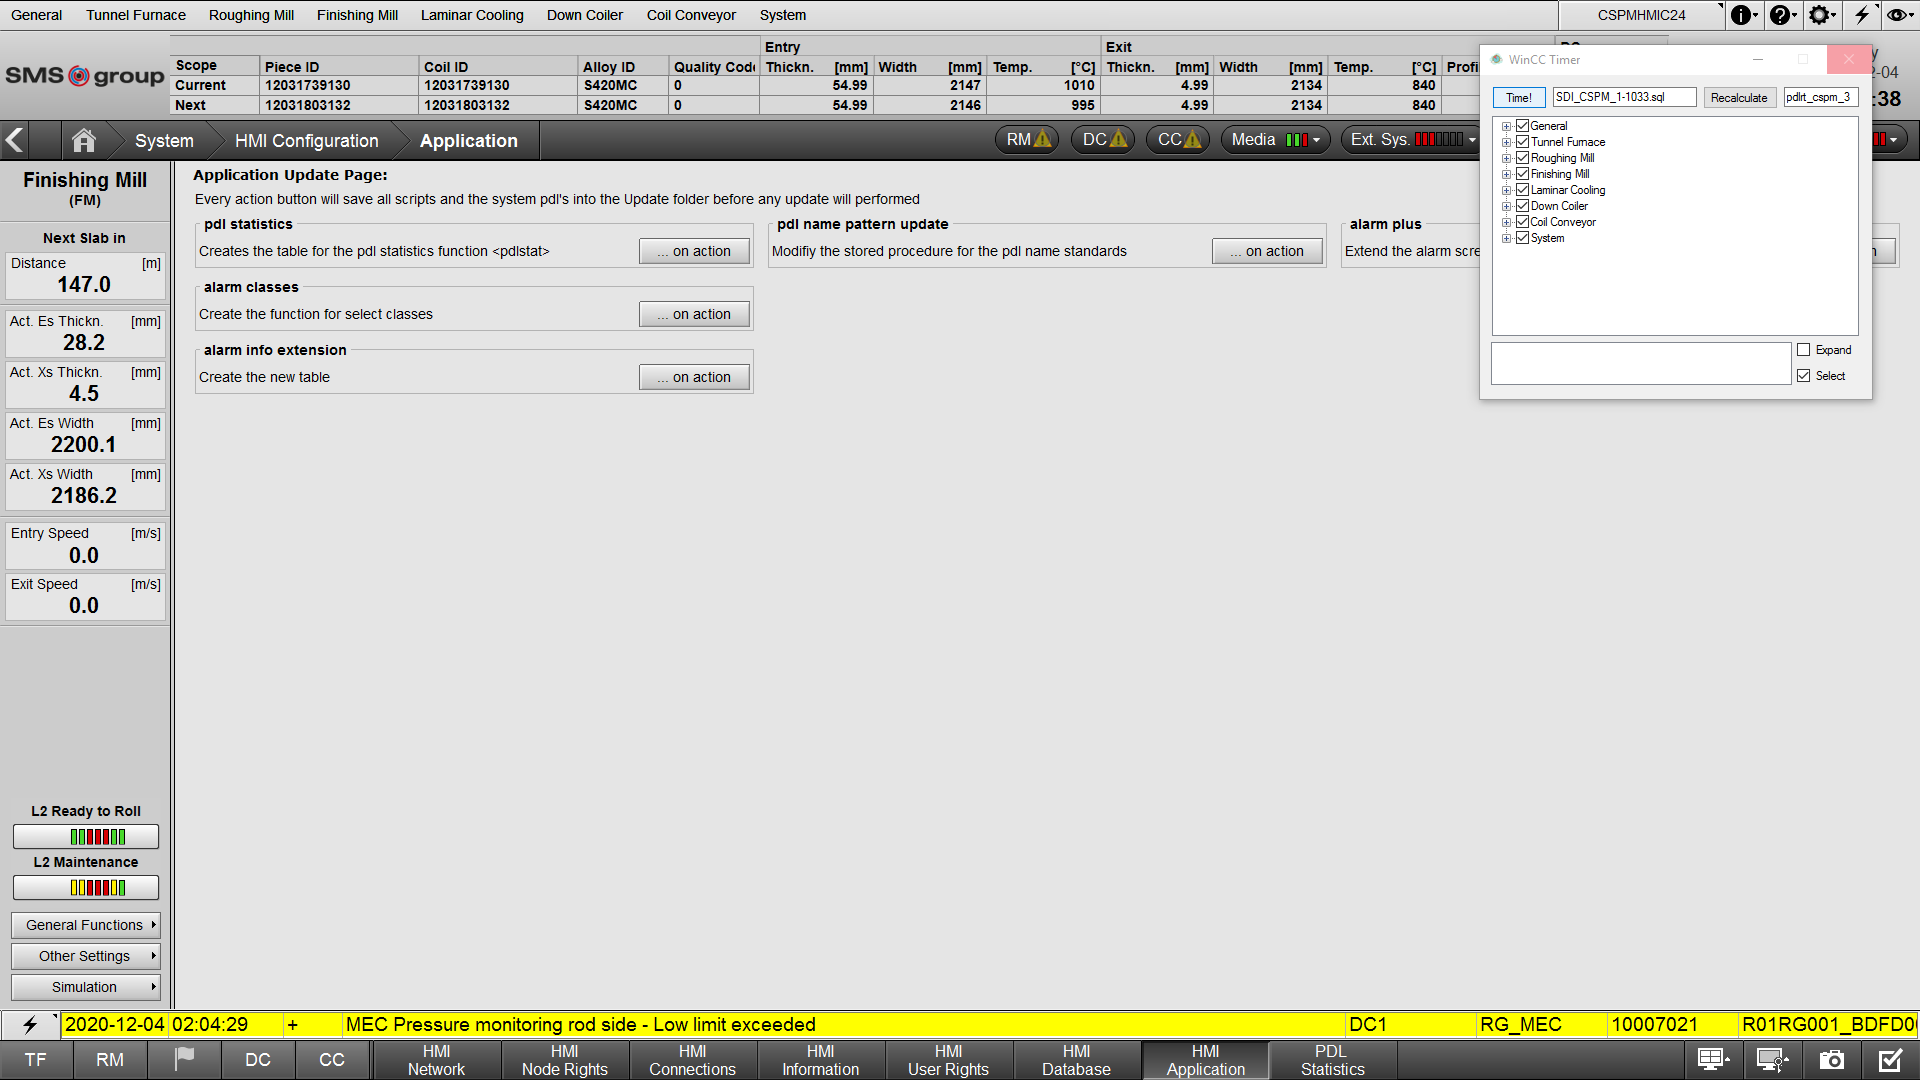 General Tunnel Furnace Roughing Mill Finishing Mill Laminar Cooling Down Coiler Coil Conveyor System CSPMHMIC24
SMS group
Entry Exit
Scope Piece ID Coil ID Alloy ID Quality Code Thickn. [mm] Width [mm] Temp. [°C] Thickn. [mm] Width [mm] Temp. [°C] Profi
Current 12031739130 12031739130 S420MC 0 54.99 2147 1010 4.99 2134 840
Next 12031803132 12031803132 S420MC 0 54.99 2146 995 4.99 2134 840
-04
:38
System HMI Configuration Application
RM DC CC Media Ext. Sys.
WinCC Timer
Time! SDI_CSPM_1-1033.sql Recalculate pdlrt_cspm_3
General
Tunnel Furnace
Roughing Mill
Finishing Mill
Laminar Cooling
Down Coiler
Coil Conveyor
System
Expand
Select
Finishing Mill
(FM)
Next Slab in
Distance [m]
147.0
Act. Es Thickn. [mm]
28.2
Act. Xs Thickn. [mm]
4.5
Act. Es Width [mm]
2200.1
Act. Xs Width [mm]
2186.2
Entry Speed [m/s]
0.0
Exit Speed [m/s]
0.0
L2 Ready to Roll
L2 Maintenance
General Functions
Other Settings
Simulation
Application Update Page:
Every action button will save all scripts and the system pdl's into the Update folder before any update will performed
pdl statistics
Creates the table for the pdl statistics function <pdlstat> ... on action
pdl name pattern update
Modifiy the stored procedure for the pdl name standards ... on action
alarm plus
Extend the alarm scre
alarm classes
Create the function for select classes ... on action
alarm info extension
Create the new table ... on action
2020-12-04 02:04:29 + MEC Pressure monitoring rod side - Low limit exceeded DC1 RG_MEC 10007021 R01RG001_BDFD0
TF RM DC CC
HMI Network
HMI Node Rights
HMI Connections
HMI Information
HMI User Rights
HMI Database
HMI Application
PDL Statistics